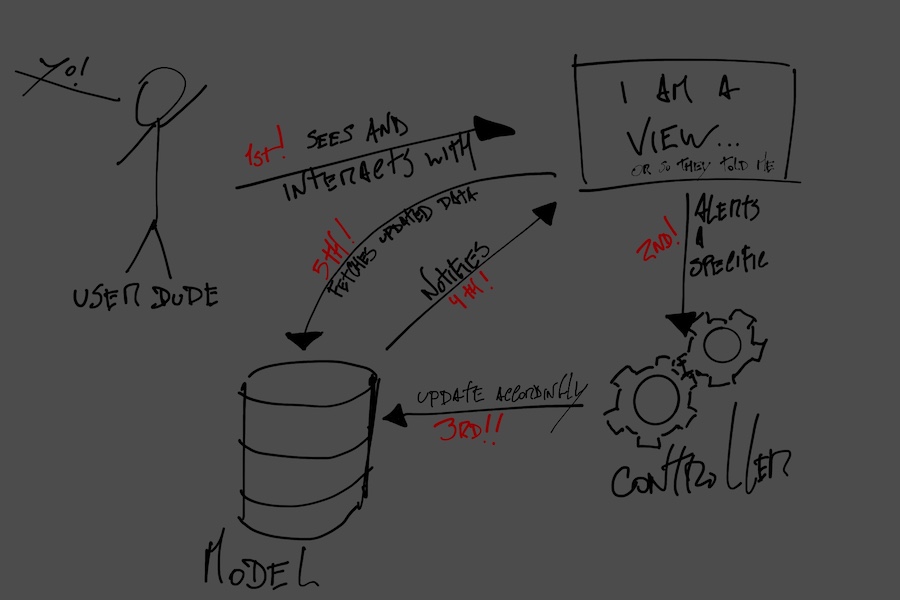 Yo!
USER DUDE
1st!
SEES AND
INTERACTS WITH
I AM A
VIEW...
OR SO THEY TOLD ME
2ND!
ALERTS
A
SPECIFIC
5TH!
FETCHES UPDATED DATA
NOTIFIES
4TH!
UPDATE ACCORDINGLY
3RD!!
CONTROLLER
MODEL